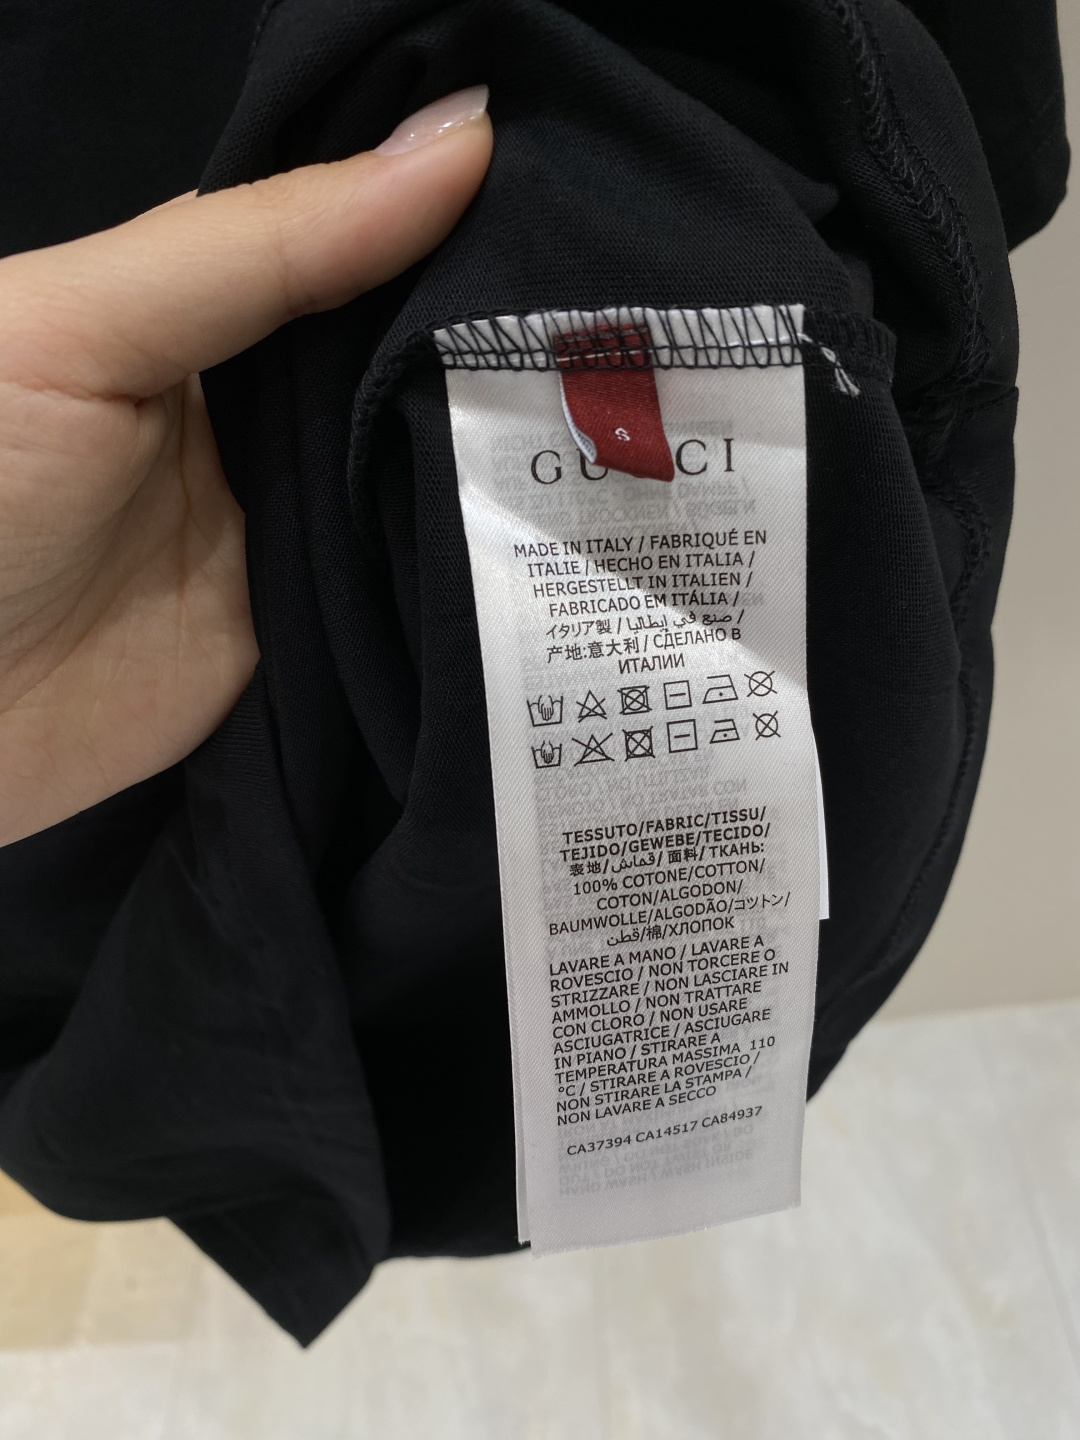 S
GUCCI
MADE IN ITALY / FABRIQUÉ EN
ITALIE / HECHO EN ITALIA /
HERGESTELLT IN ITALIEN /
FABRICADO EM ITÁLIA /
イタリア製 / صنع في إيطاليا /
产地:意大利 / СДЕЛАНО В
ИТАЛИИ
TESSUTO/FABRIC/TISSU/
TEJIDO/GEWEBE/TECIDO/
表地/قماش/面料/ТКАНЬ:
100% COTONE/COTTON/
COTON/ALGODON/
BAUMWOLLE/ALGODÃO/コットン/
قطن/棉/ХЛОПОК
LAVARE A MANO / LAVARE A
ROVESCIO / NON TORCERE O
STRIZZARE / NON LASCIARE IN
AMMOLLO / NON TRATTARE
CON CLORO / NON USARE
ASCIUGATRICE / ASCIUGARE
IN PIANO / STIRARE A
TEMPERATURA MASSIMA 110
°C / STIRARE A ROVESCIO /
NON STIRARE LA STAMPA /
NON LAVARE A SECCO
CA37394 CA14517 CA84937